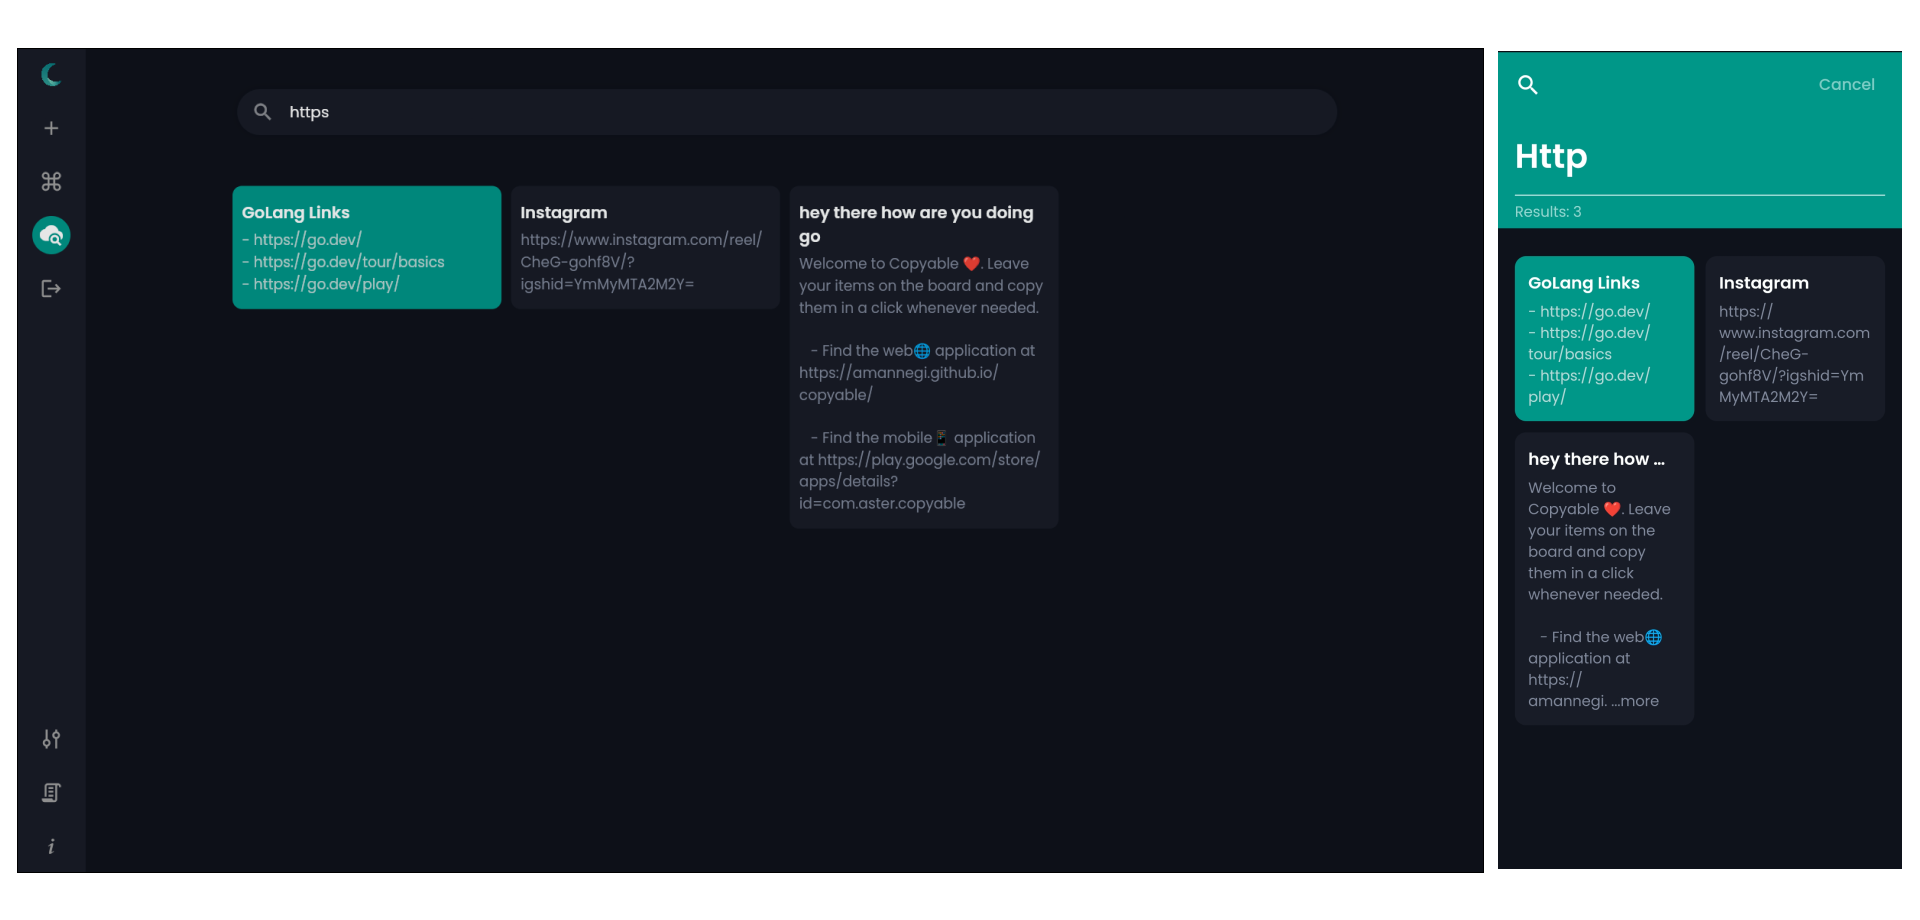 https
GoLang Links
- https://go.dev/
- https://go.dev/tour/basics
- https://go.dev/play/
Instagram
https://www.instagram.com/reel/
CheG-gohf8V/?
igshid=YmMyMTA2M2Y=
hey there how are you doing
go
Welcome to Copyable ❤️. Leave
your items on the board and copy
them in a click whenever needed.
- Find the web🌐 application at
https://amannegi.github.io/
copyable/
- Find the mobile📱 application
at https://play.google.com/store/
apps/details?
id=com.aster.copyable
i
Cancel
Http
Results: 3
GoLang Links
- https://go.dev/
- https://go.dev/
tour/basics
- https://go.dev/
play/
Instagram
https://
www.instagram.com
/reel/CheG-
gohf8V/?igshid=Ym
MyMTA2M2Y=
hey there how ...
Welcome to
Copyable ❤️. Leave
your items on the
board and copy
them in a click
whenever needed.
- Find the web🌐
application at
https://
amannegi. ...more